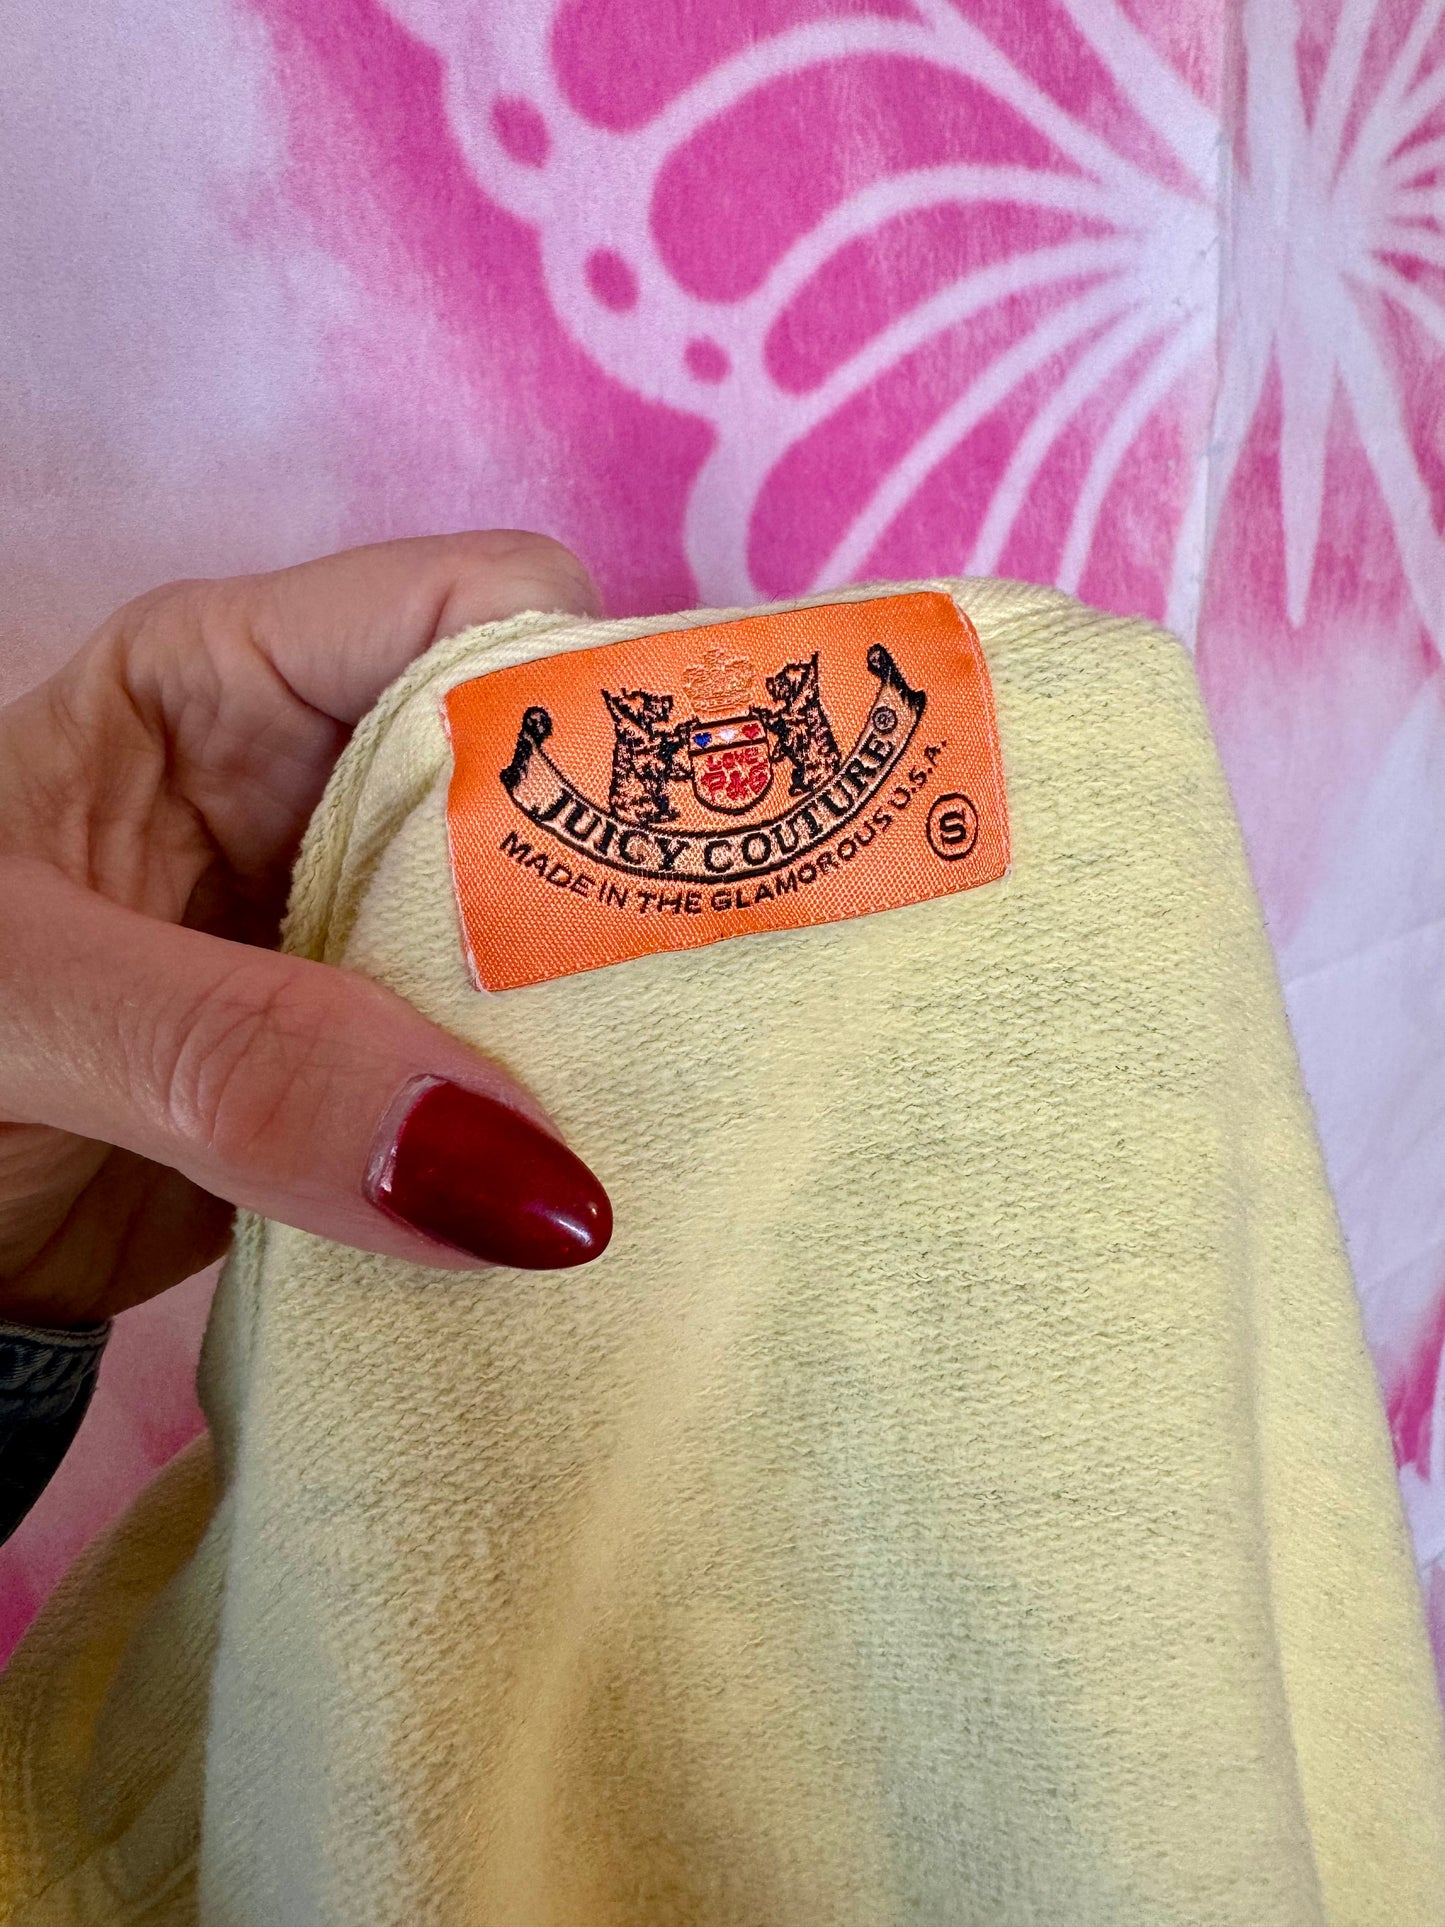 LOVE
P&G
JUICY COUTURE®
MADE IN THE GLAMOROUS U.S.A.
S